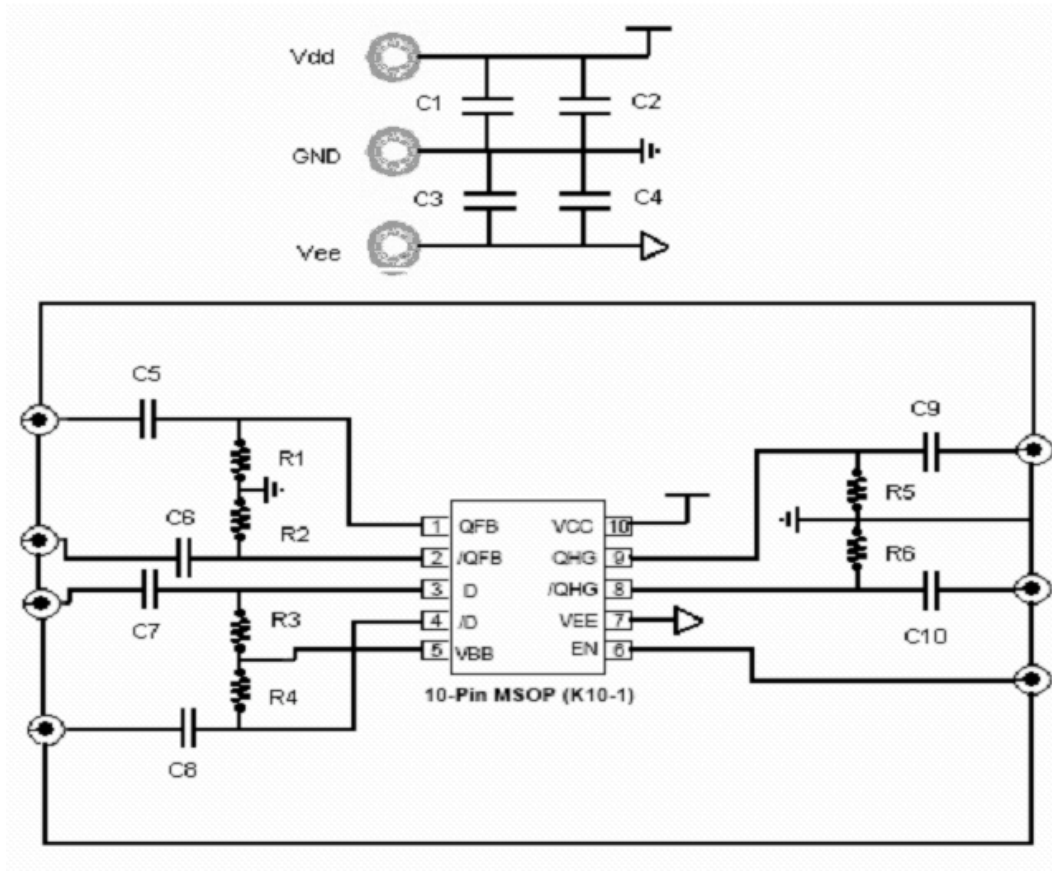 Vdd
C1
C2
GND
C3
C4
Vee
C5
C9
R1
R5
C6
R2
1 QFB
VCC 10
2 /QFB
QHG 9
R6
3 D
/QHG 8
C7
R3
4 /D
VEE 7
C10
5 VBB
EN 6
R4
10-Pin MSOP (K10-1)
C8